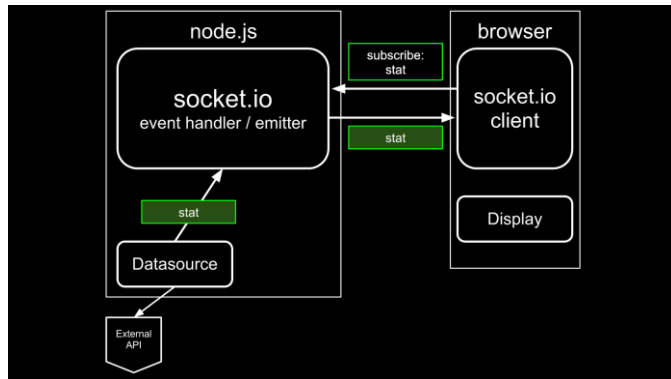 node.js
browser
socket.io
event handler / emitter
subscribe:
stat
socket.io
client
stat
stat
Datasource
Display
External
API